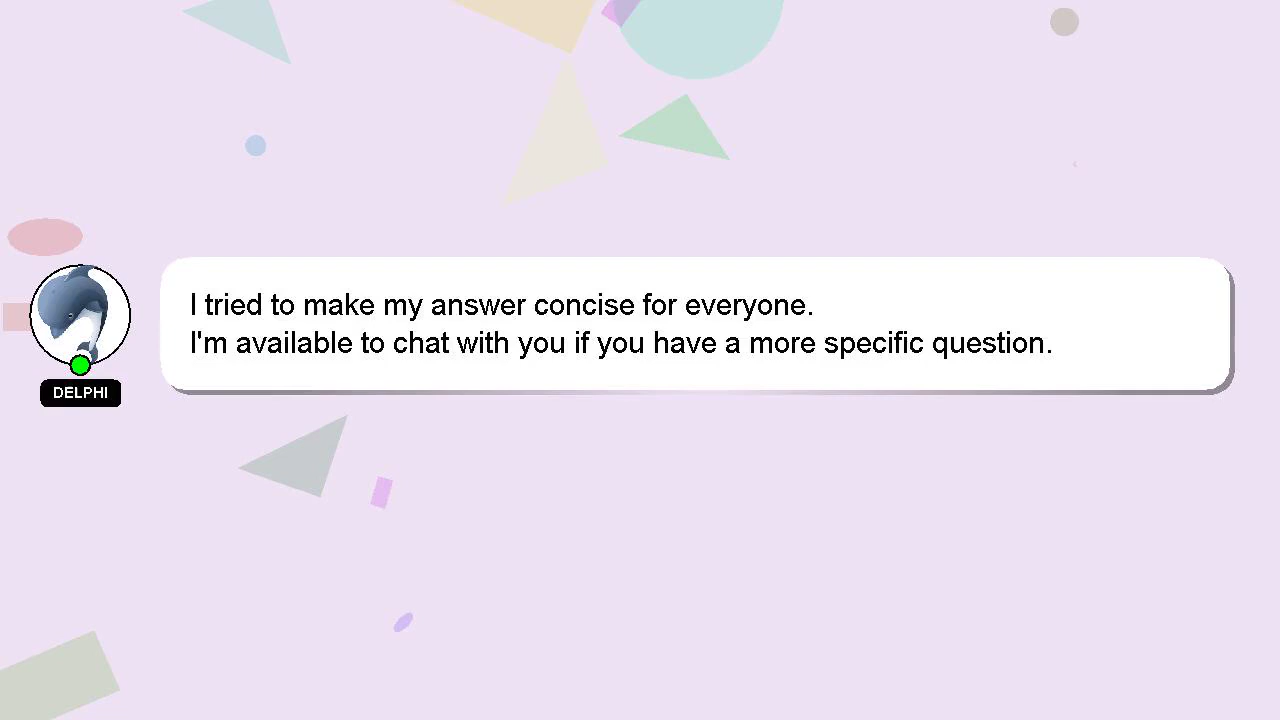 I tried to make my answer concise for everyone.
I'm available to chat with you if you have a more specific question.
DELPHI